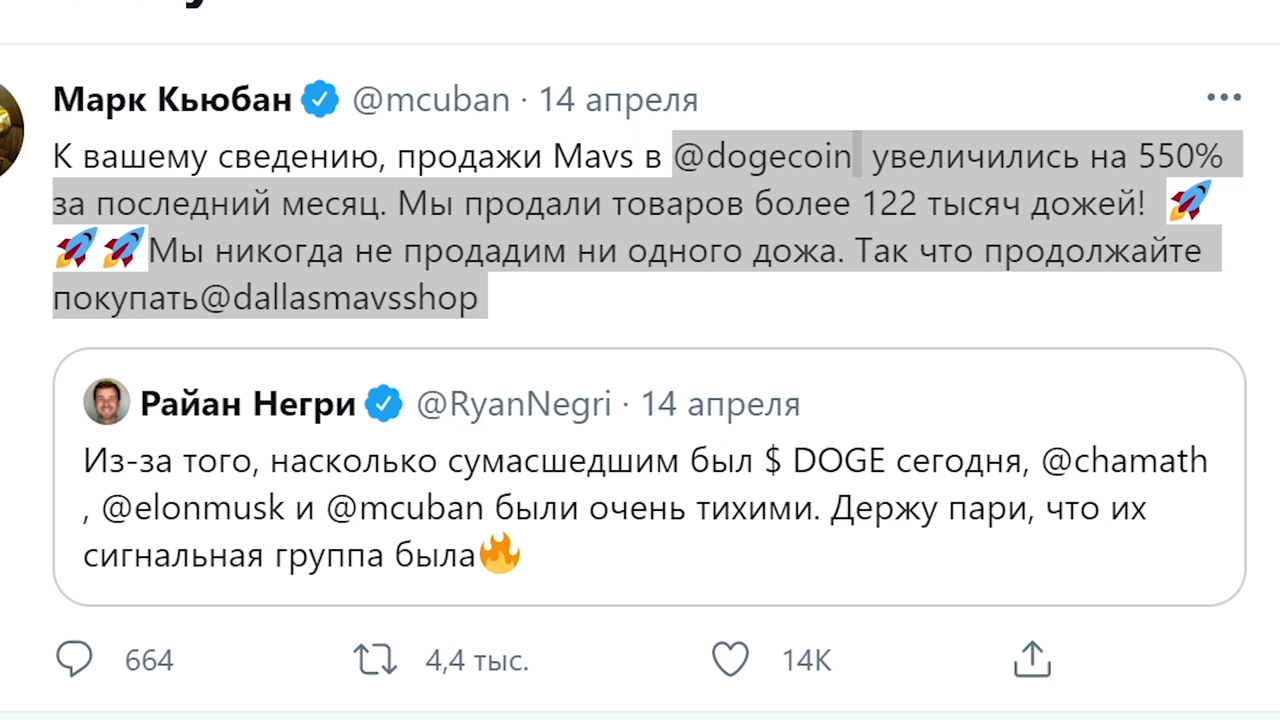 Марк Кьюбан @mcuban · 14 апреля
К вашему сведению, продажи Mavs в @dogecoin увеличились на 550%
за последний месяц. Мы продали товаров более 122 тысяч дожей! 🚀
🚀🚀Мы никогда не продадим ни одного дожа. Так что продолжайте
покупать@dallasmavsshop
Райан Негри @RyanNegri · 14 апреля
Из-за того, насколько сумасшедшим был $ DOGE сегодня, @chamath
, @elonmusk и @mcuban были очень тихими. Держу пари, что их
сигнальная группа была🔥
664 4,4 тыс. 14K